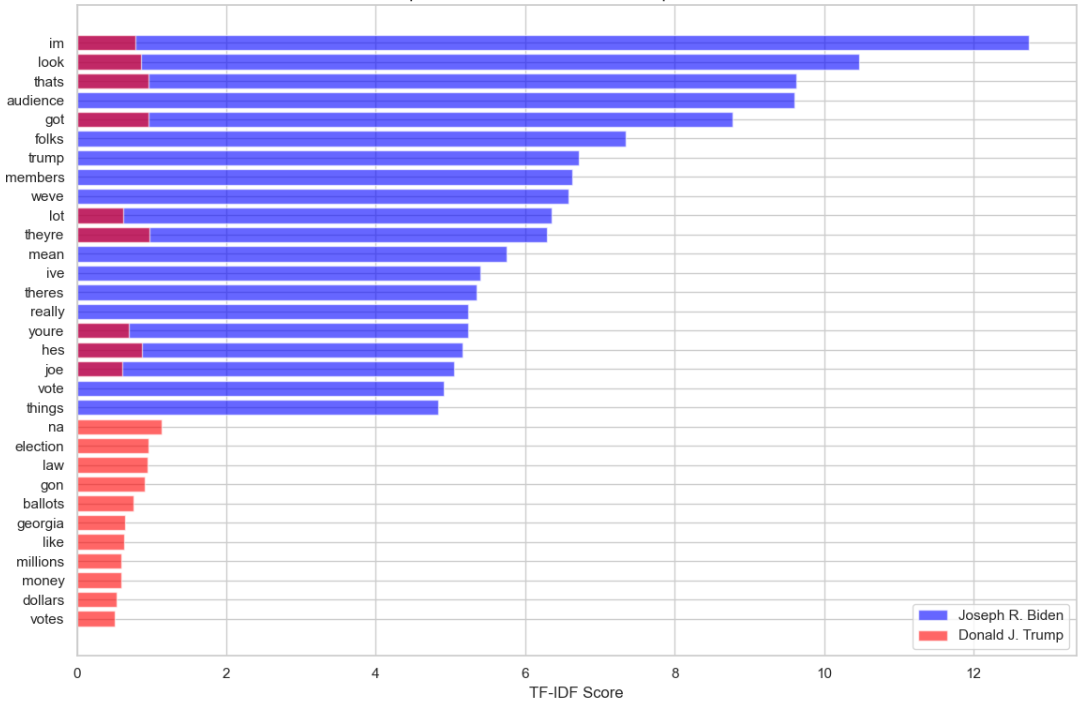 im
look
thats
audience
got
folks
trump
members
weve
lot
theyre
mean
ive
theres
really
youre
hes
joe
vote
things
na
election
law
gon
ballots
georgia
like
millions
money
dollars
votes
Joseph R. Biden
Donald J. Trump
0 2 4 6 8 10 12
TF-IDF Score